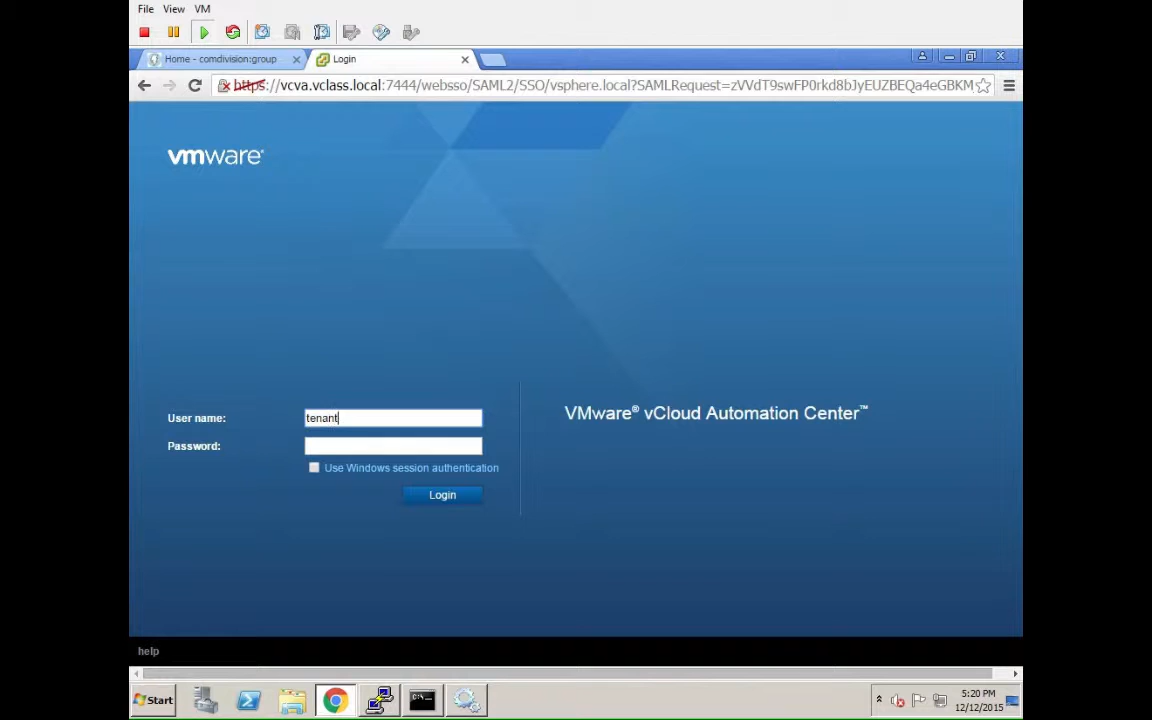 File View VM
Home - comdivision:group Login
https://vcva.vclass.local:7444/websso/SAML2/SSO/vsphere.local?SAMLRequest=zVVdT9swFP0rkd8bJyEUZBEQa4eGBKM
vmware
User name: tenant
VMware® vCloud Automation Center™
Password:
Use Windows session authentication
Login
help
Start
5:20 PM
12/12/2015